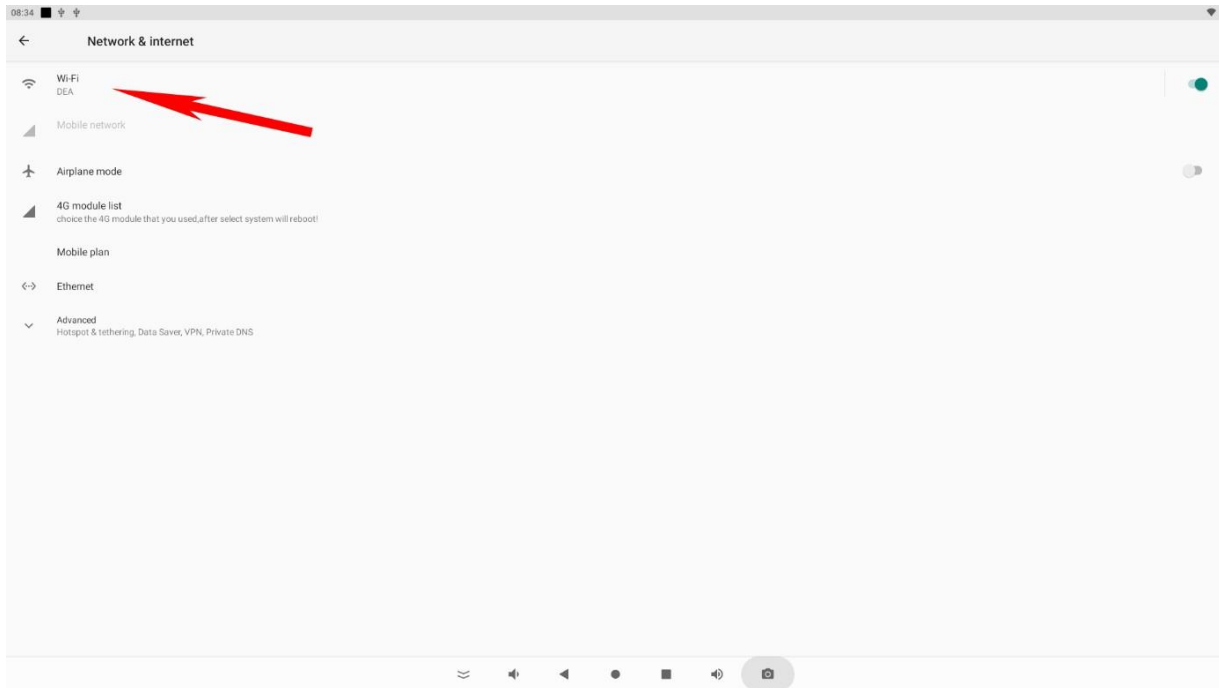 08:34
Network & internet
Wi-Fi
DEA
Mobile network
Airplane mode
4G module list
choice the 4G module that you used,after select system will reboot!
Mobile plan
Ethernet
Advanced
Hotspot & tethering, Data Saver, VPN, Private DNS